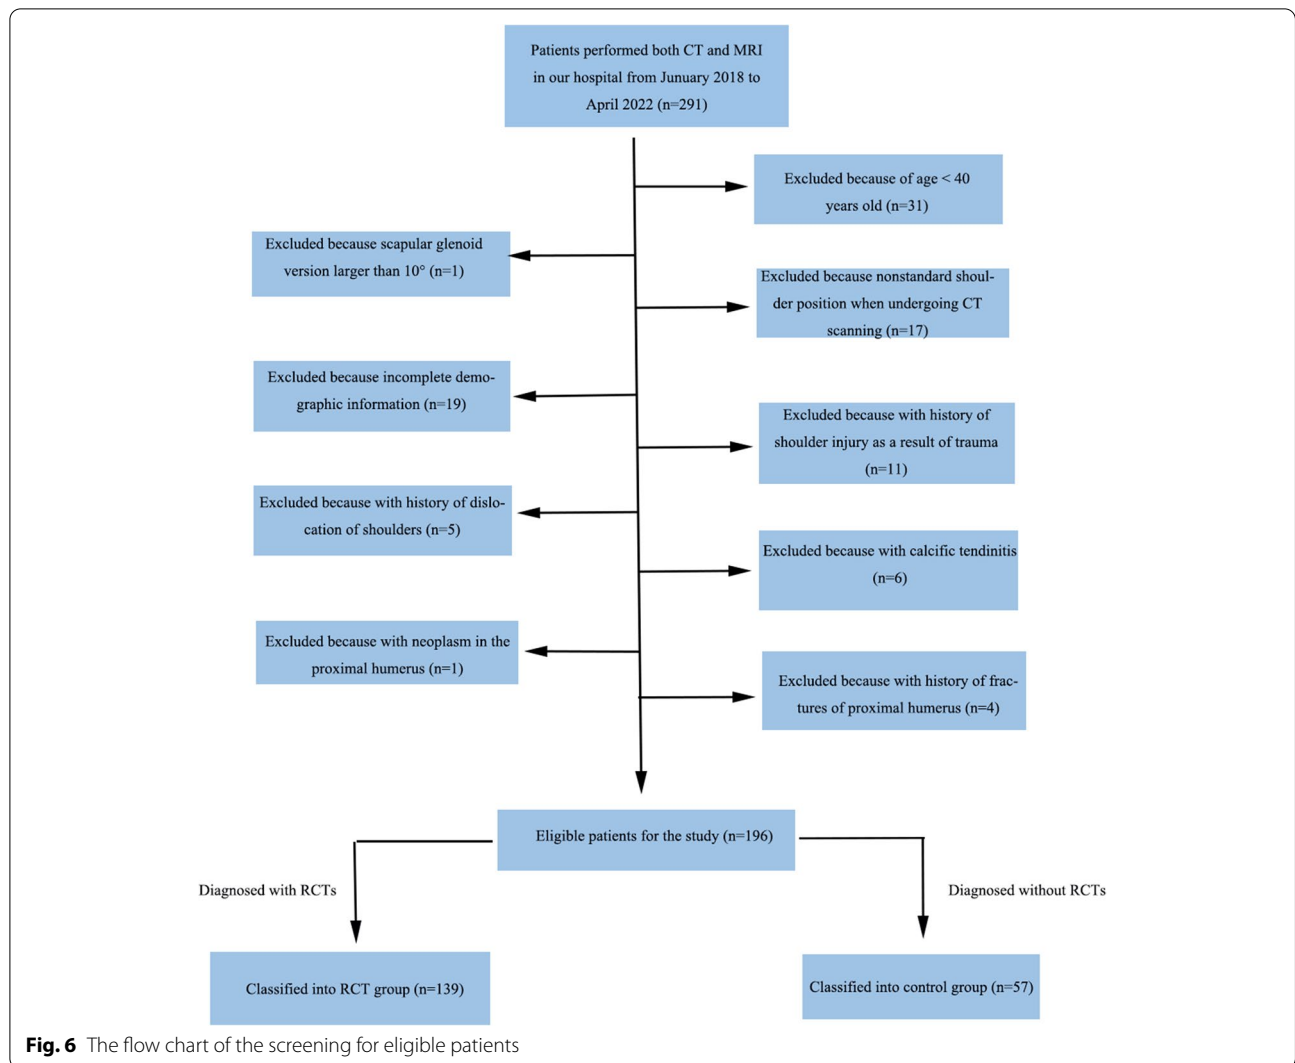 Patients performed both CT and MRI
in our hospital from Junuary 2018 to
April 2022 (n=291)
Excluded because of age < 40
years old (n=31)
Excluded because scapular glenoid
version larger than 10° (n=1)
Excluded because nonstandard shoul-
der position when undergoing CT
scanning (n=17)
Excluded because incomplete demo-
graphic information (n=19)
Excluded because with history of
shoulder injury as a result of trauma
(n=11)
Excluded because with history of dislo-
cation of shoulders (n=5)
Excluded because with calcific tendinitis
(n=6)
Excluded because with neoplasm in the
proximal humerus (n=1)
Excluded because with history of frac-
tures of proximal humerus (n=4)
Eligible patients for the study (n=196)
Diagnosed with RCTs
Diagnosed without RCTs
Classified into RCT group (n=139)
Classified into control group (n=57)
Fig. 6 The flow chart of the screening for eligible patients